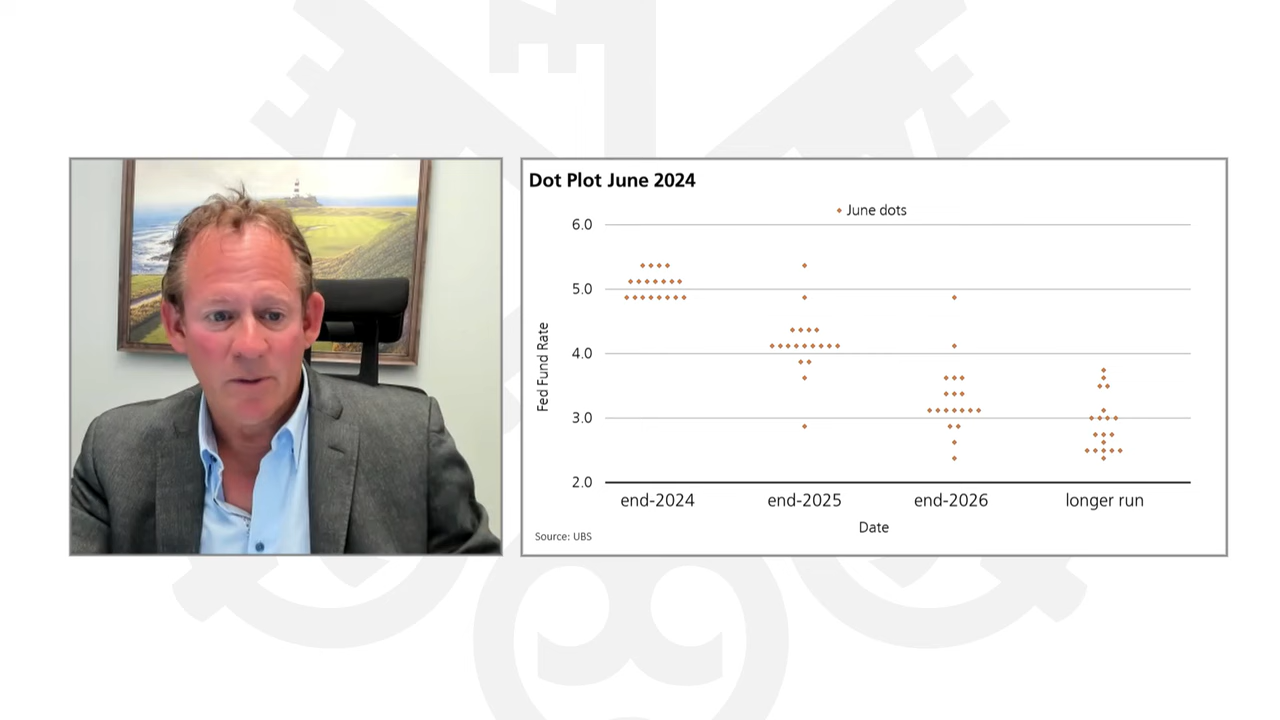 Dot Plot June 2024
June dots
6.0
5.0
4.0
3.0
2.0
Fed Fund Rate
end-2024 end-2025 end-2026 longer run
Date
Source: UBS